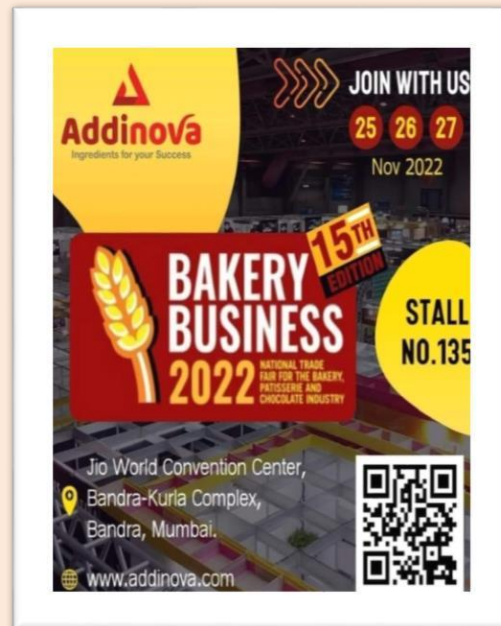 Addinova
Ingredients for your Success
JOIN WITH US
25 26 27
Nov 2022
15TH
EDITION
BAKERY
BUSINESS
2022
NATIONAL TRADE
FAIR FOR THE BAKERY,
PATISSERIE AND
CHOCOLATE INDUSTRY
STALL
NO.135
Jio World Convention Center,
Bandra-Kurla Complex,
Bandra, Mumbai.
www.addinova.com